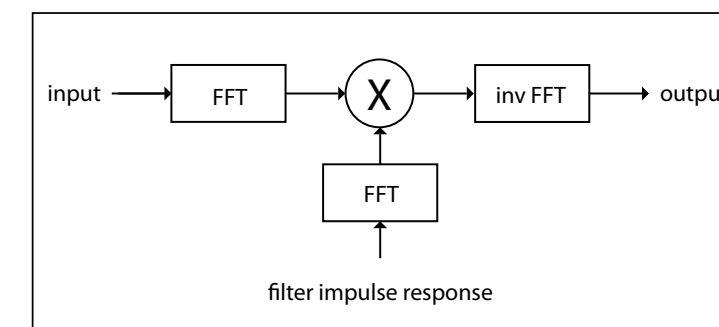 input
FFT
X
inv FFT
outpu
FFT
filter impulse response